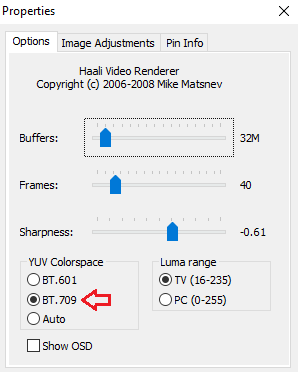 Properties
Options
Image Adjustments
Pin Info
Haali Video Renderer
Copyright (c) 2006-2008 Mike Matsnev
Buffers:
32M
Frames:
40
Sharpness:
-0.61
YUV Colorspace
BT.601
BT.709
Auto
Luma range
TV (16-235)
PC (0-255)
Show OSD